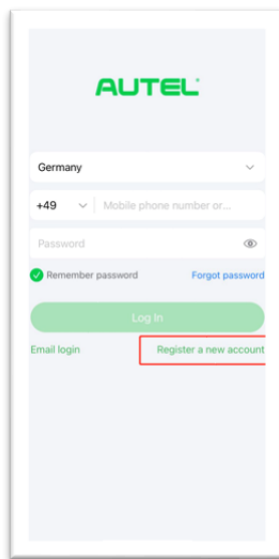 AUTEL
Germany
+49 Mobile phone number or...
Password
Remember password Forgot password
Log In
Email login Register a new account